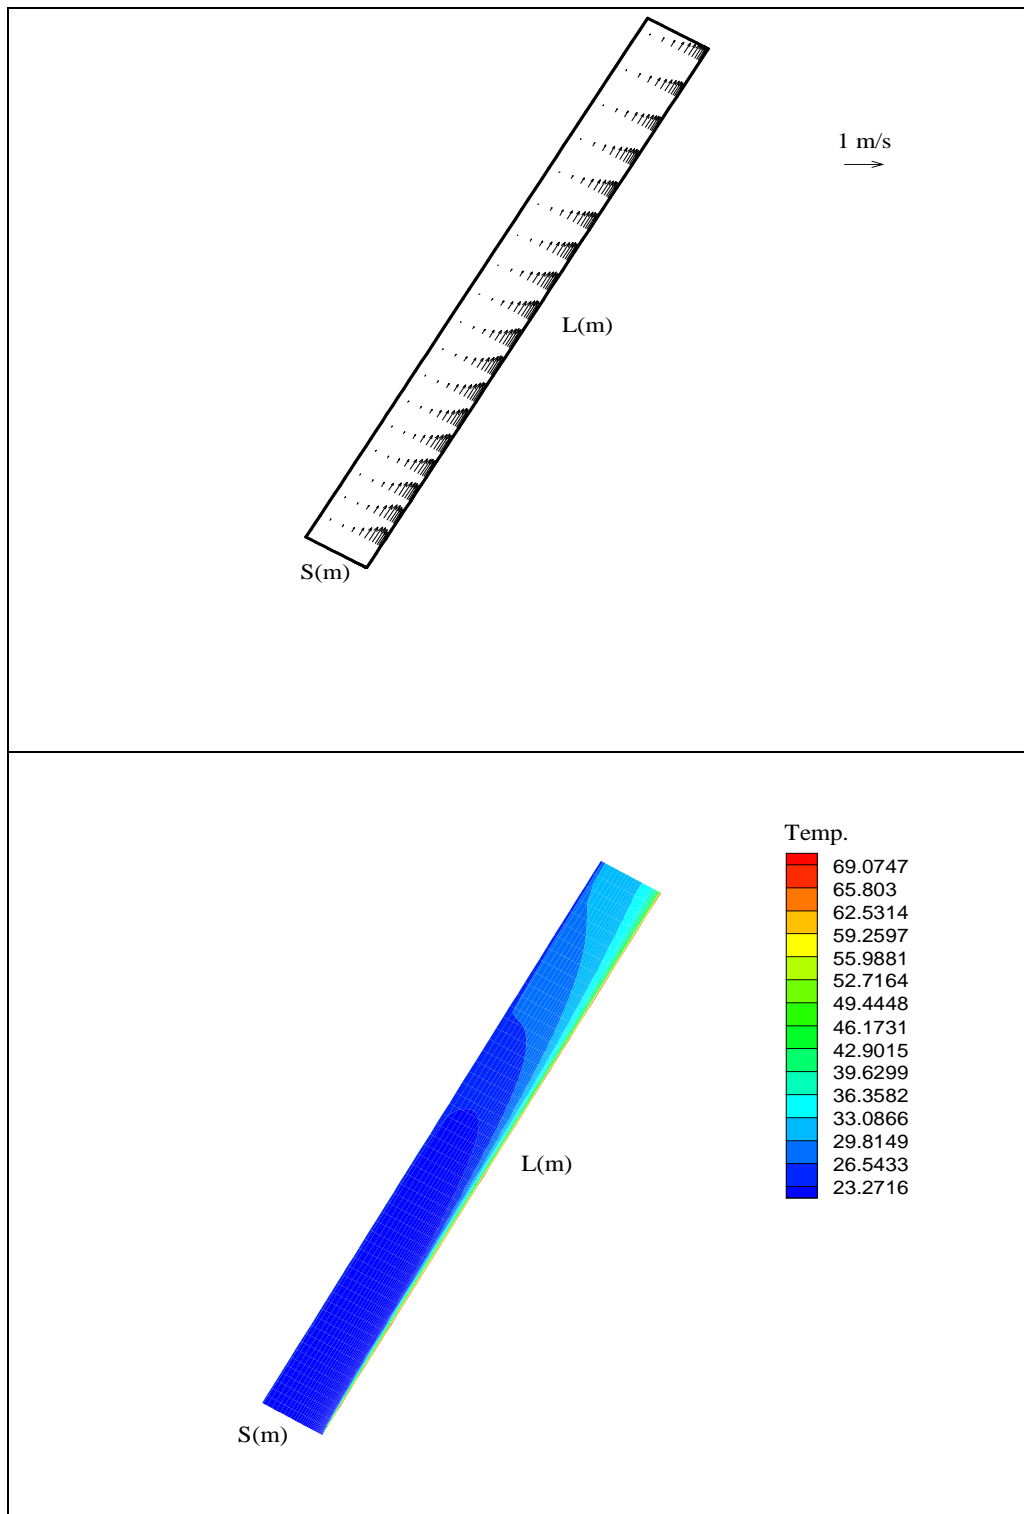 1 m/s
L(m)
S(m)
Temp.
69.0747
65.803
62.5314
59.2597
55.9881
52.7164
49.4448
46.1731
42.9015
39.6299
36.3582
33.0866
29.8149
26.5433
23.2716
L(m)
S(m)